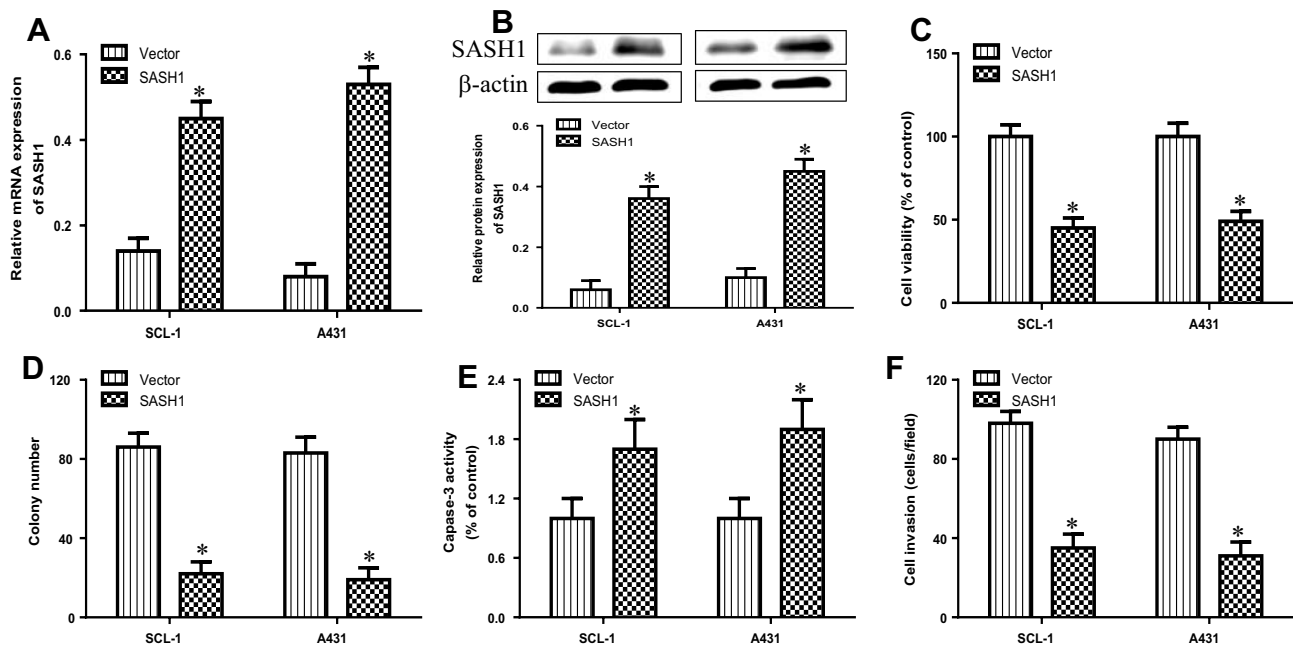 A
Relative mRNA expression
of SASH1
0.6
0.4
0.2
0.0
Vector
SASH1
*
*
SCL-1
A431
B
SASH1
β-actin
Relative protein expression
of SASH1
0.6
0.4
0.2
0.0
Vector
SASH1
*
*
SCL-1
A431
C
Cell viability (% of control)
150
100
50
0
Vector
SASH1
*
*
SCL-1
A431
D
Colony number
120
80
40
0
Vector
SASH1
*
*
SCL-1
A431
E
Capase-3 activity
(% of control)
2.4
1.8
1.2
0.6
0.0
Vector
SASH1
*
*
SCL-1
A431
F
Cell invasion (cells/field)
120
80
40
0
Vector
SASH1
*
*
SCL-1
A431